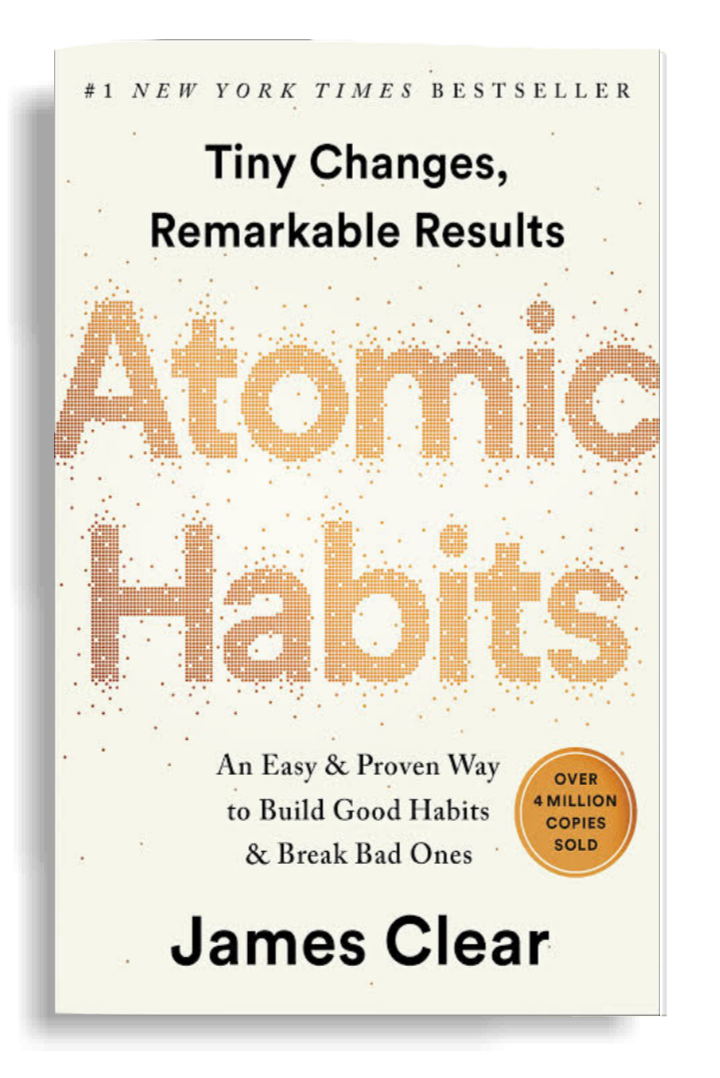 #1 NEW YORK TIMES BESTSELLER
Tiny Changes,
Remarkable Results
Atomic
Habits
An Easy & Proven Way
to Build Good Habits
& Break Bad Ones
OVER
4 MILLION
COPIES
SOLD
James Clear